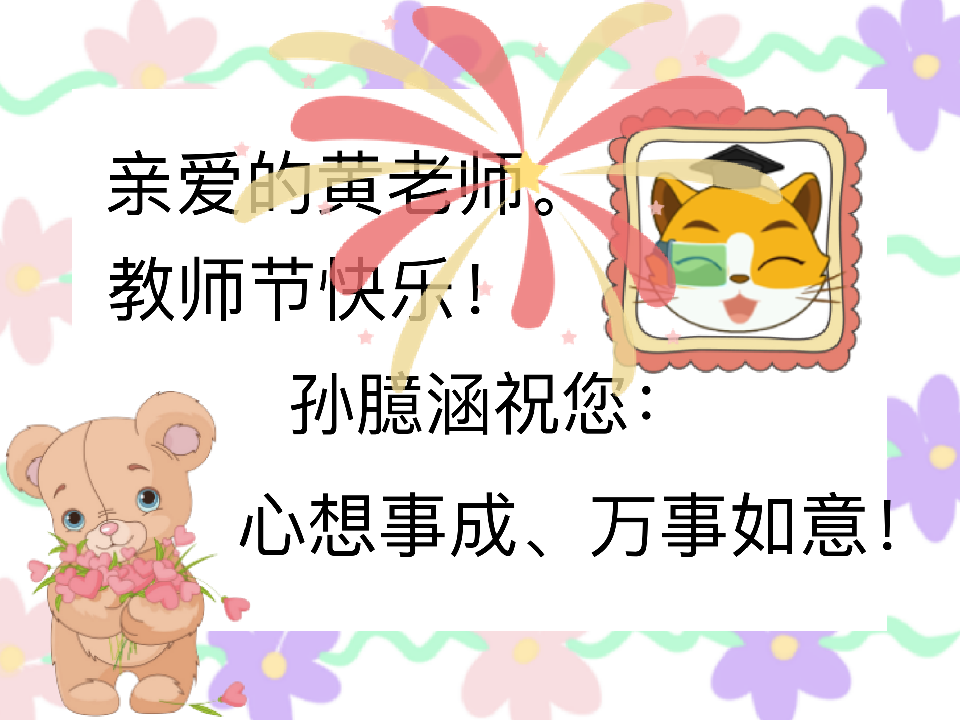 亲爱的黄老师。
教师节快乐！
孙臆涵祝您：
心想事成、万事如意！